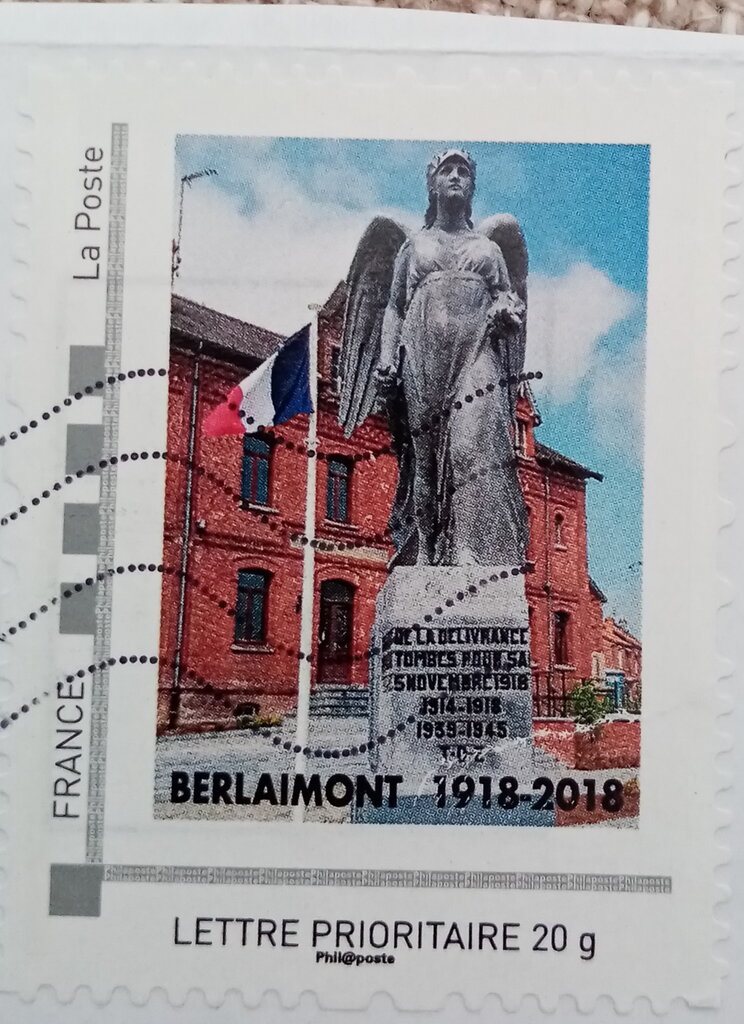 La Poste
FRANCE
DE LA DELIVRANCE
TOMBES POUR SA
5 NOVEMBRE 1918
1914-1918
1939-1945
BERLAIMONT 1918-2018
LETTRE PRIORITAIRE 20 g
Phil@poste